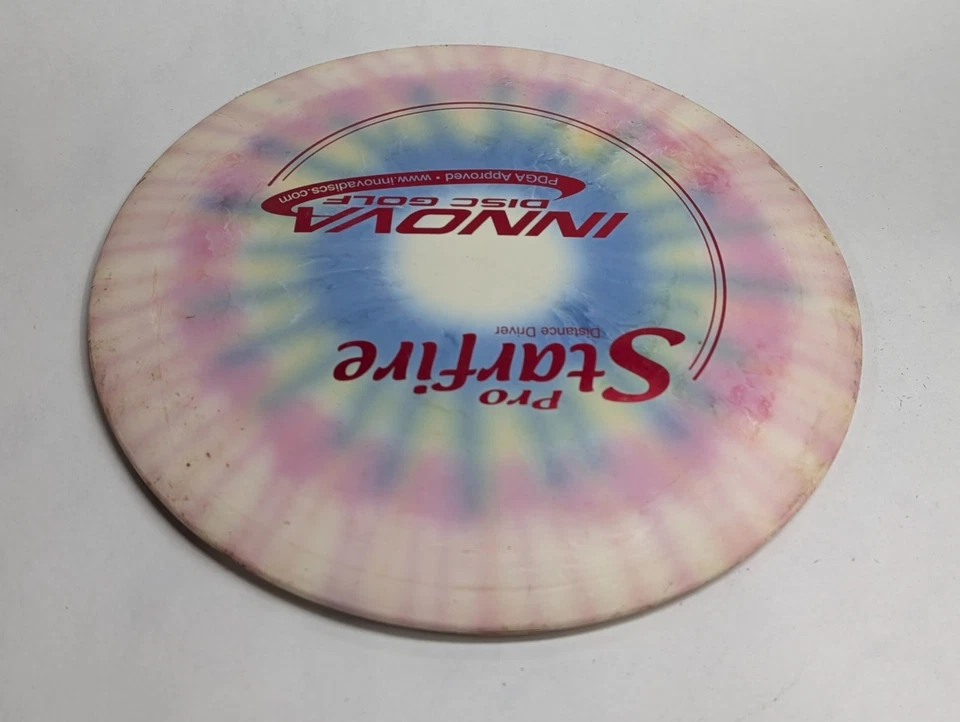 Pro
Starfire
Distance Driver
INNOVA
DISC GOLF
PDGA Approved • www.innovadiscs.com